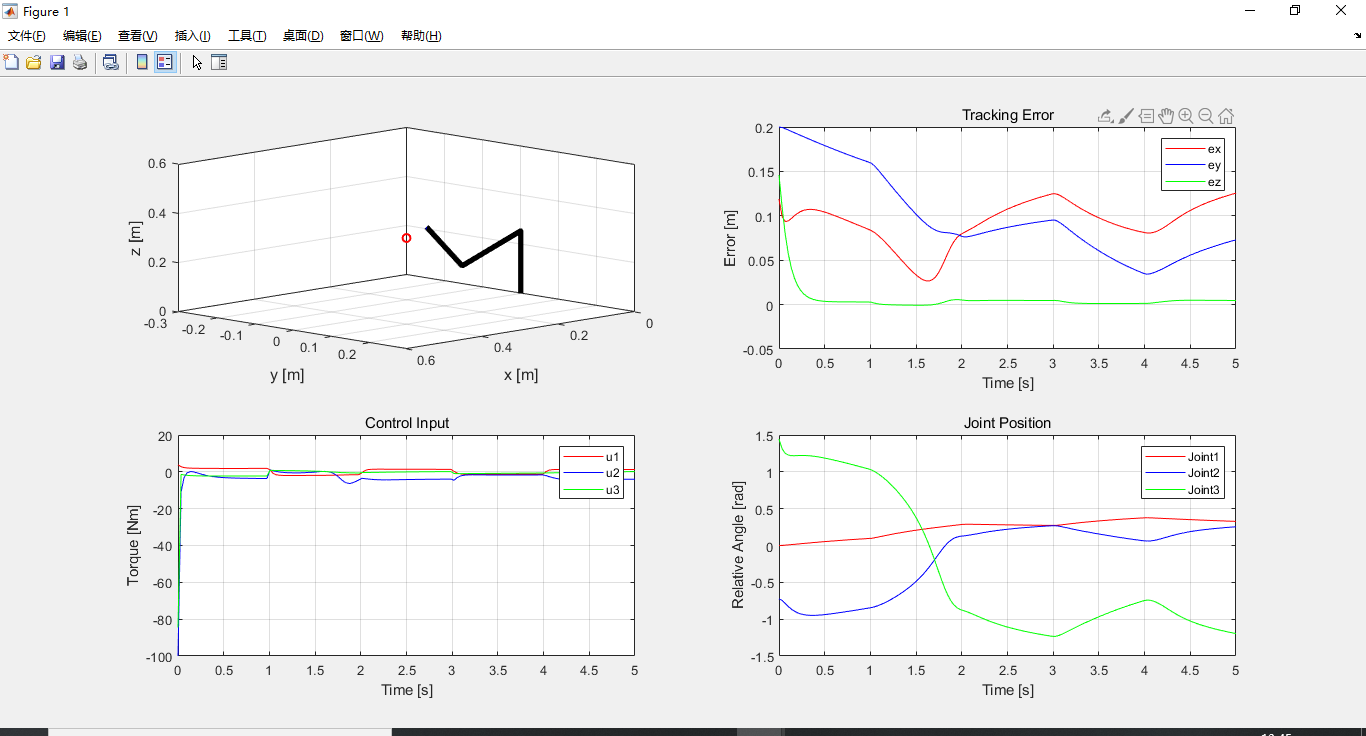 Figure 1
文件(F) 编辑(E) 查看(V) 插入(I) 工具(T) 桌面(D) 窗口(W) 帮助(H)
0.6
0.4
0.2
0
z [m]
-0.3
-0.2
-0.1
0
0.1
0.2
y [m]
0.6
0.4
0.2
0
x [m]
Tracking Error
0.2
0.15
0.1
0.05
0
-0.05
Error [m]
ex
ey
ez
0 0.5 1 1.5 2 2.5 3 3.5 4 4.5 5
Time [s]
Control Input
20
0
-20
-40
-60
-80
-100
Torque [Nm]
u1
u2
u3
0 0.5 1 1.5 2 2.5 3 3.5 4 4.5 5
Time [s]
Joint Position
1.5
1
0.5
0
-0.5
-1
-1.5
Relative Angle [rad]
Joint1
Joint2
Joint3
0 0.5 1 1.5 2 2.5 3 3.5 4 4.5 5
Time [s]